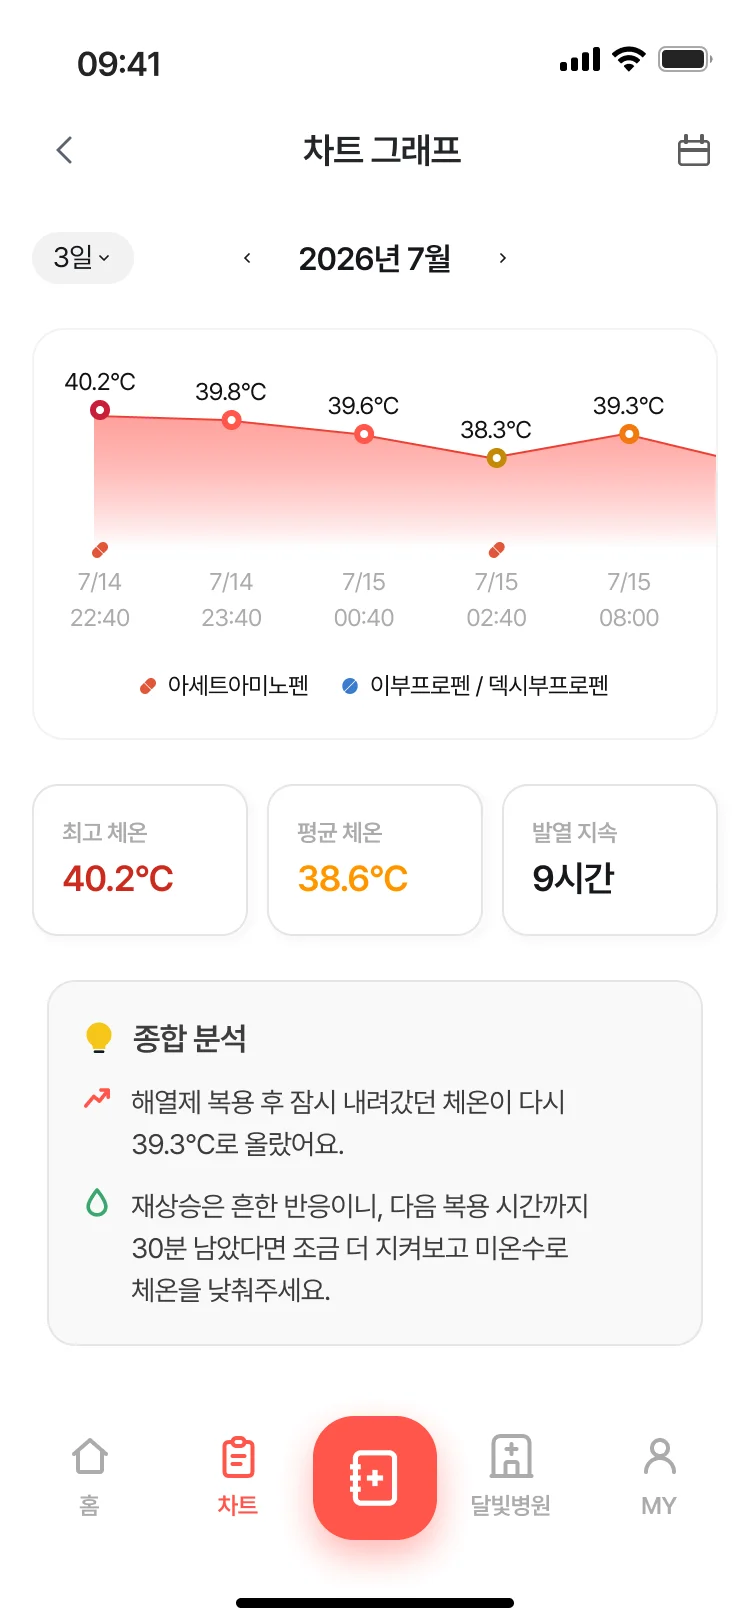 09:41
차트 그래프
3일
2026년 7월
40.2°C
39.8°C
39.6°C
38.3°C
39.3°C
7/14 7/14 7/15 7/15 7/15
22:40 23:40 00:40 02:40 08:00
아세트아미노펜 이부프로펜 / 덱시부프로펜
최고 체온 평균 체온 발열 지속
40.2°C 38.6°C 9시간
종합 분석
해열제 복용 후 잠시 내려갔던 체온이 다시
39.3°C로 올랐어요.
재상승은 흔한 반응이니, 다음 복용 시간까지
30분 남았다면 조금 더 지켜보고 미온수로
체온을 낮춰주세요.
홈 차트 달빛병원 MY